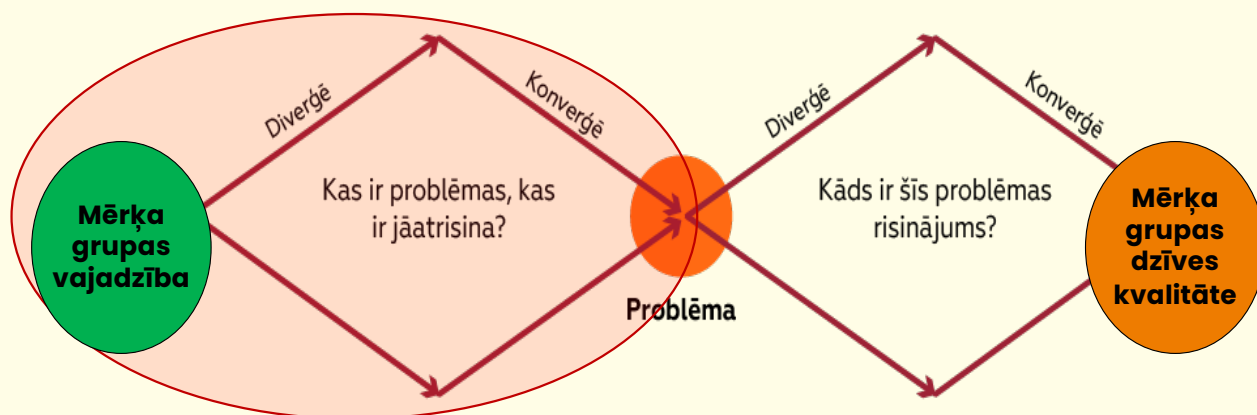 Mērķa
grupas
vajadzība
Diverģē
Konverģē
Kas ir problēmas, kas
ir jāatrisina?
Problēma
Diverģē
Konverģē
Kāds ir šīs problēmas
risinājums?
Mērķa
grupas
dzīves
kvalitāte